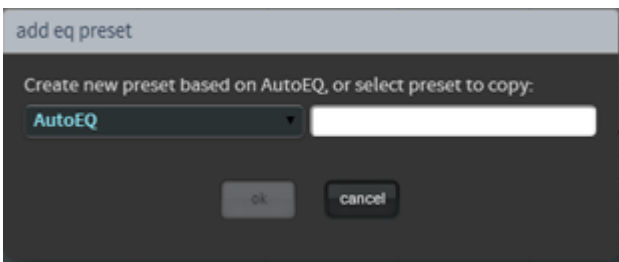 add eq preset
Create new preset based on AutoEQ, or select preset to copy:
AutoEQ
ok cancel